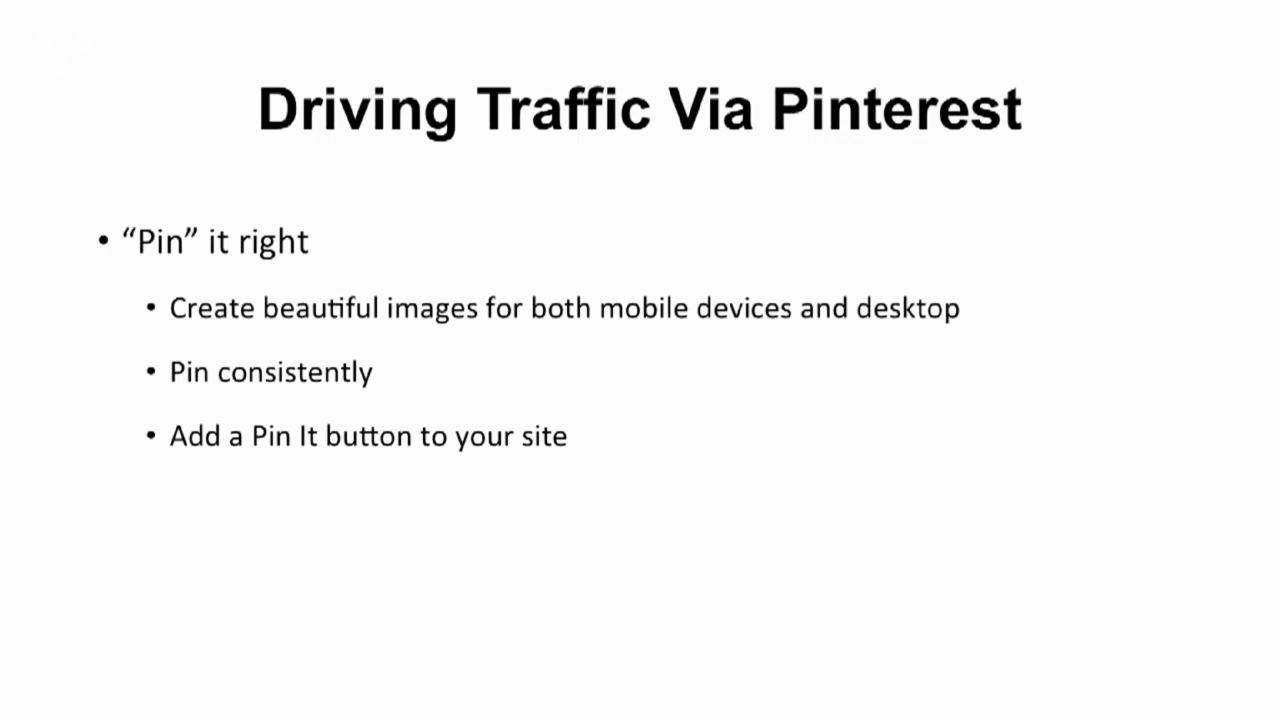 Driving Traffic Via Pinterest
• “Pin” it right
• Create beautiful images for both mobile devices and desktop
• Pin consistently
• Add a Pin It button to your site